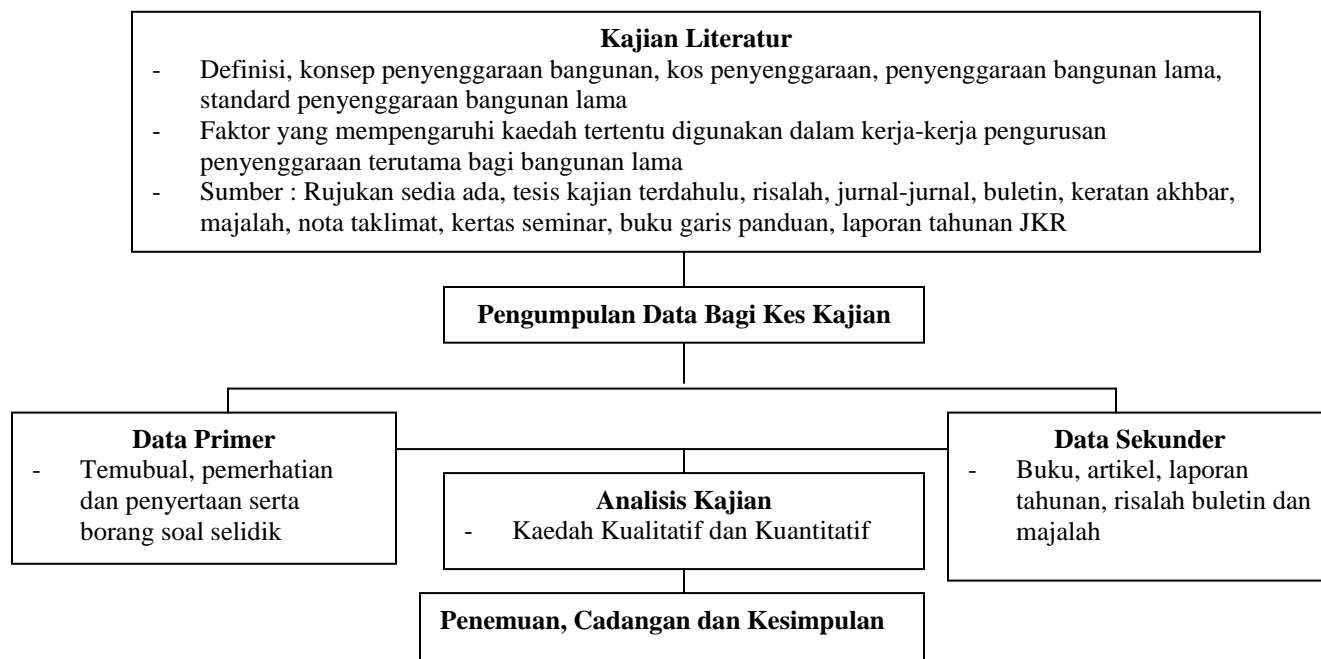 Kajian Literatur
- Definisi, konsep penyenggaraan bangunan, kos penyenggaraan, penyenggaraan bangunan lama,
standard penyenggaraan bangunan lama
- Faktor yang mempengaruhi kaedah tertentu digunakan dalam kerja-kerja pengurusan
penyenggaraan terutama bagi bangunan lama
- Sumber : Rujukan sedia ada, tesis kajian terdahulu, risalah, jurnal-jurnal, buletin, keratan akhbar,
majalah, nota taklimat, kertas seminar, buku garis panduan, laporan tahunan JKR
Pengumpulan Data Bagi Kes Kajian
Data Primer
- Temubual, pemerhatian
dan penyertaan serta
borang soal selidik
Data Sekunder
- Buku, artikel, laporan
tahunan, risalah buletin dan
majalah
Analisis Kajian
- Kaedah Kualitatif dan Kuantitatif
Penemuan, Cadangan dan Kesimpulan